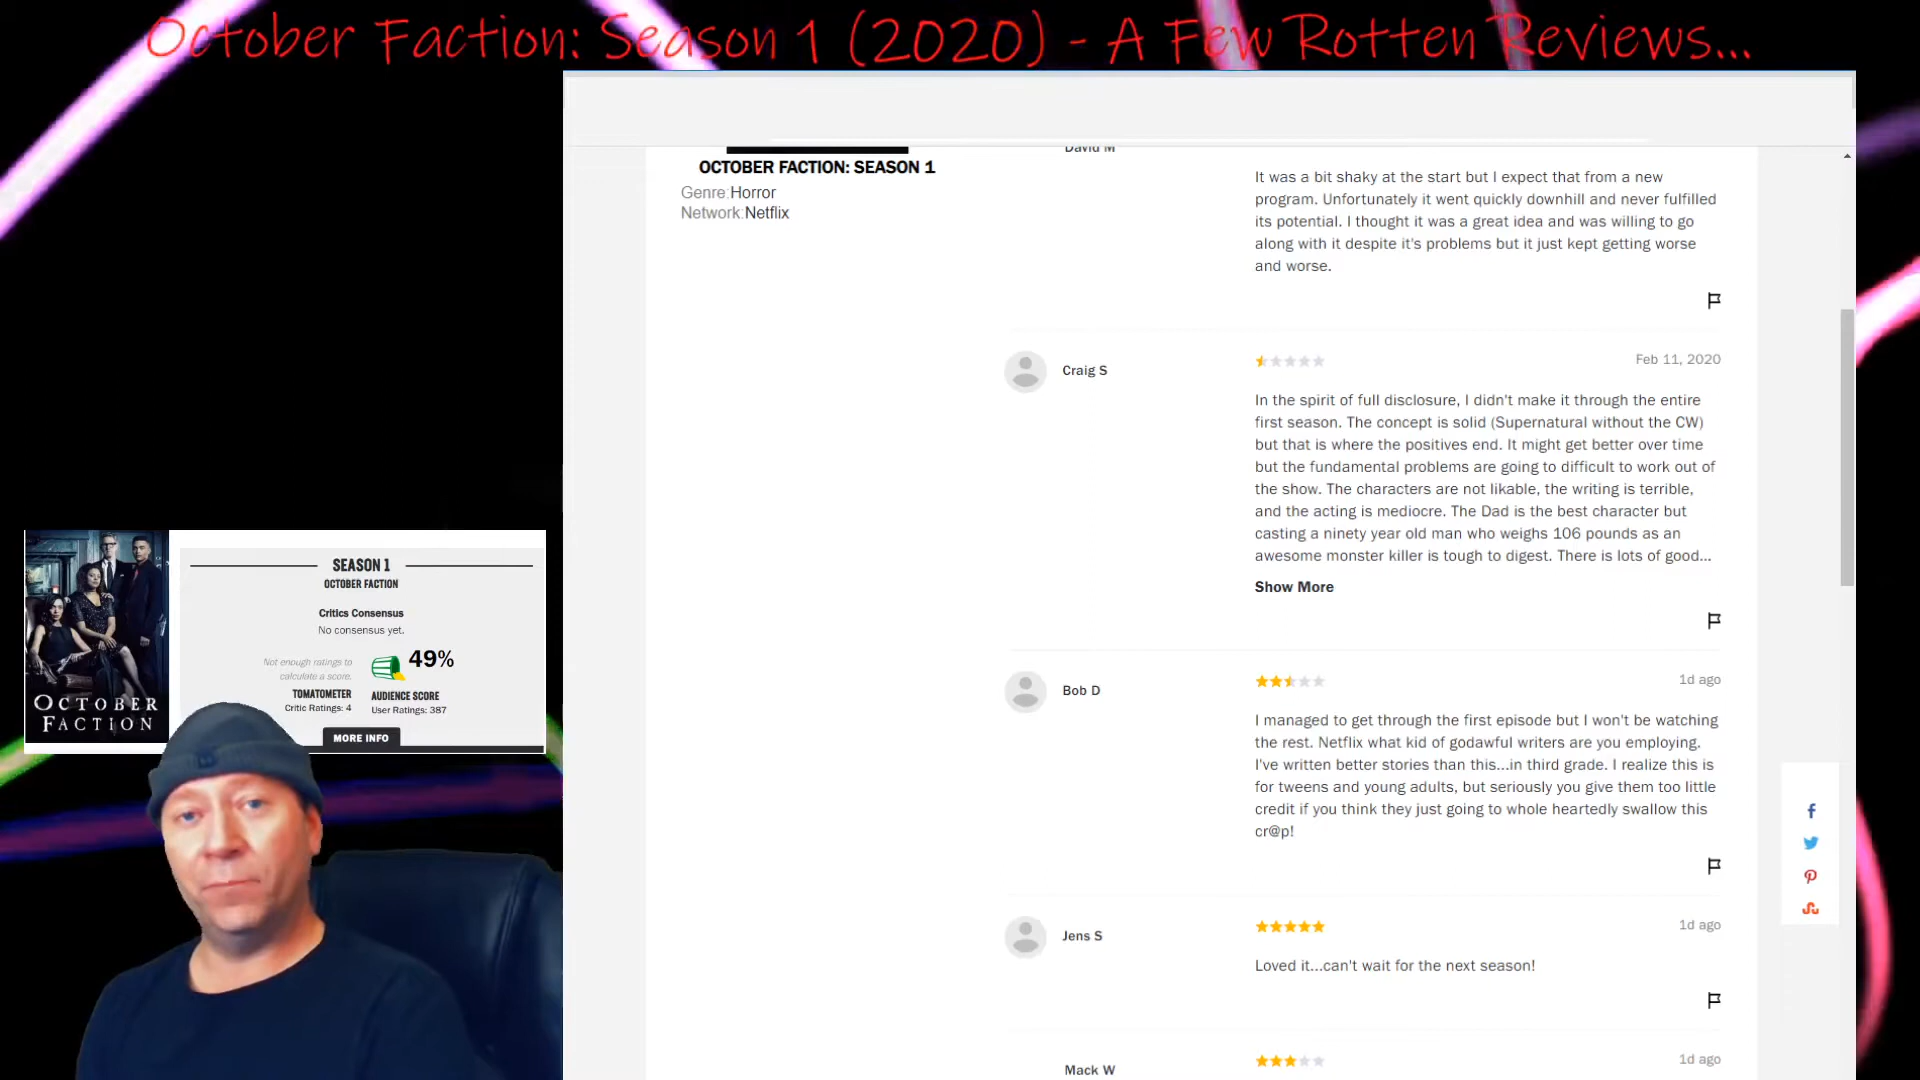 October Faction: Season 1 (2020) - A Few Rotten Reviews...
OCTOBER FACTION: SEASON 1
Genre:Horror
Network:Netflix
David M
It was a bit shaky at the start but I expect that from a new
program. Unfortunately it went quickly downhill and never fulfilled
its potential. I thought it was a great idea and was willing to go
along with it despite it's problems but it just kept getting worse
and worse.
Craig S
Feb 11, 2020
In the spirit of full disclosure, I didn't make it through the entire
first season. The concept is solid (Supernatural without the CW)
but that is where the positives end. It might get better over time
but the fundamental problems are going to difficult to work out of
the show. The characters are not likable, the writing is terrible,
and the acting is mediocre. The Dad is the best character but
casting a ninety year old man who weighs 106 pounds as an
awesome monster killer is tough to digest. There is lots of good...
Show More
Bob D
1d ago
I managed to get through the first episode but I won't be watching
the rest. Netflix what kid of godawful writers are you employing.
I've written better stories than this...in third grade. I realize this is
for tweens and young adults, but seriously you give them too little
credit if you think they just going to whole heartedly swallow this
cr@p!
Jens S
1d ago
Loved it...can't wait for the next season!
Mack W
1d ago
OCTOBER
FACTION
SEASON 1
OCTOBER FACTION
Critics Consensus
No consensus yet.
Not enough ratings to
calculate a score.
TOMATOMETER
Critic Ratings: 4
49%
AUDIENCE SCORE
User Ratings: 387
MORE INFO